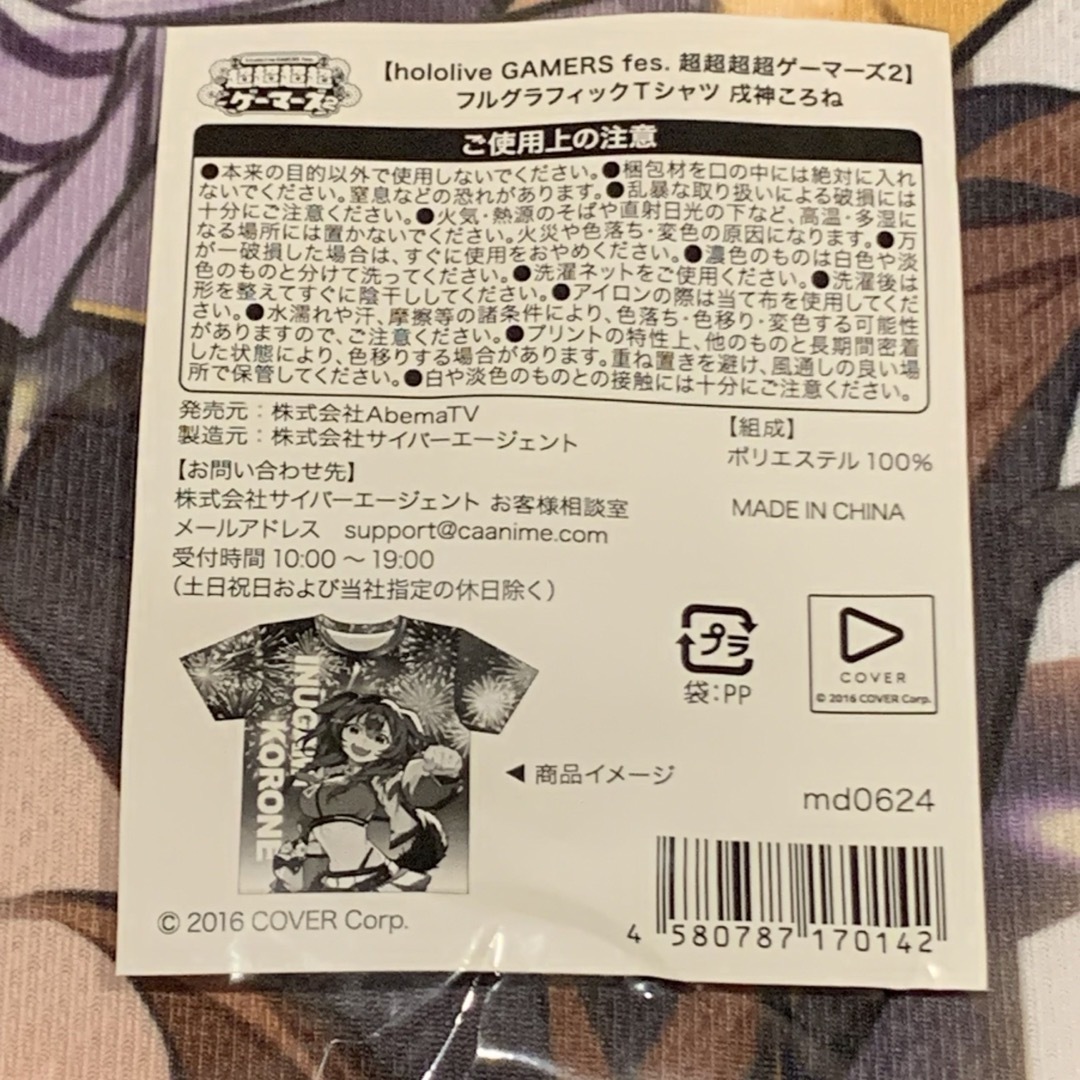 超超超超
ゲーマーズ2
【hololive GAMERS fes. 超超超超ゲーマーズ2】
フルグラフィックTシャツ 戌神ころね
ご使用上の注意
●本来の目的以外で使用しないでください。●梱包材を口の中には絶対に入れ
ないでください。窒息などの恐れがあります。●乱暴な取り扱いによる破損には
十分にご注意ください。●火気・熱源のそばや直射日光の下など、高温・多湿に
なる場所には置かないでください。火災や色落ち・変色の原因になります。●万
が一破損した場合は、すぐに使用をおやめください。●濃色のものは白色や淡
色のものと分けて洗ってください。●洗濯ネットをご使用ください。●洗濯後は
形を整えてすぐに陰干ししてください。●アイロンの際は当て布を使用してくだ
さい。●水濡れや汗、摩擦等の諸条件により、色落ち・色移り・変色する可能性
がありますので、ご注意ください。●プリントの特性上、他のものと長期間密着
した状態により、色移りする場合があります。重ね置きを避け、風通しの良い場
所で保管してください。●白や淡色のものとの接触には十分にご注意ください。
発売元：株式会社AbemaTV
製造元：株式会社サイバーエージェント
【お問い合わせ先】
株式会社サイバーエージェント お客様相談室
メールアドレス support@caanime.com
受付時間 10:00 ～ 19:00
（土日祝日および当社指定の休日除く）
【組成】
ポリエステル 100%
MADE IN CHINA
プラ
袋:PP
COVER
© 2016 COVER Corp.
INUGAMI
KORONE
◀ 商品イメージ
md0624
4 580787 170142
© 2016 COVER Corp.